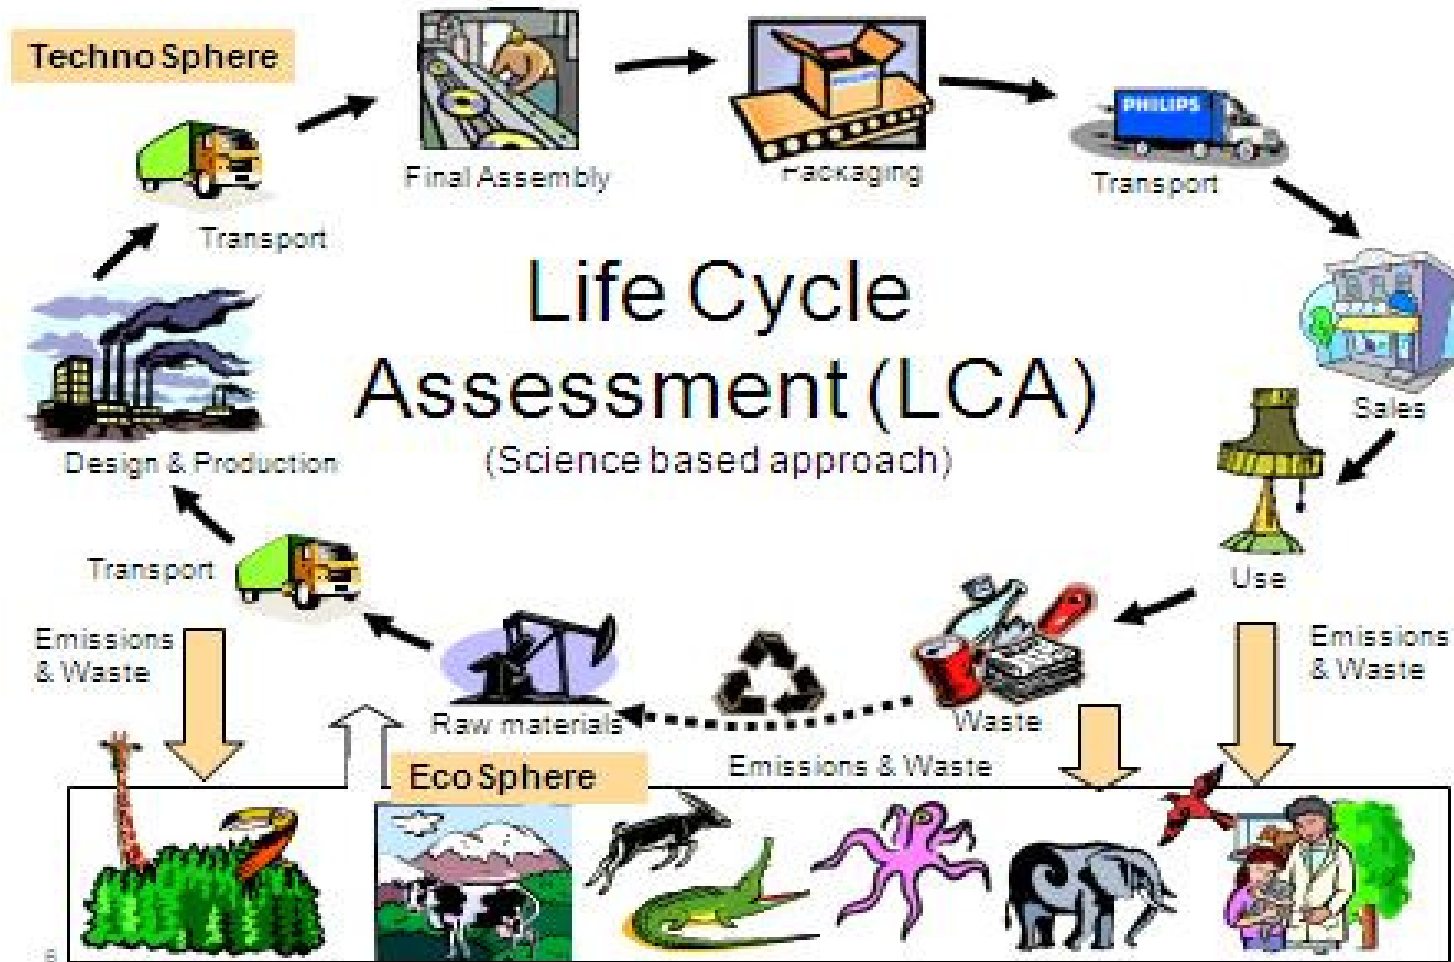 Techno Sphere
Final Assembly
Packaging
PHILIPS
Transport
Transport
Life Cycle
Assessment (LCA)
(Science based approach)
Sales
Design & Production
Transport
Use
Emissions
& Waste
Emissions
& Waste
Raw materials
Waste
Emissions & Waste
Eco Sphere